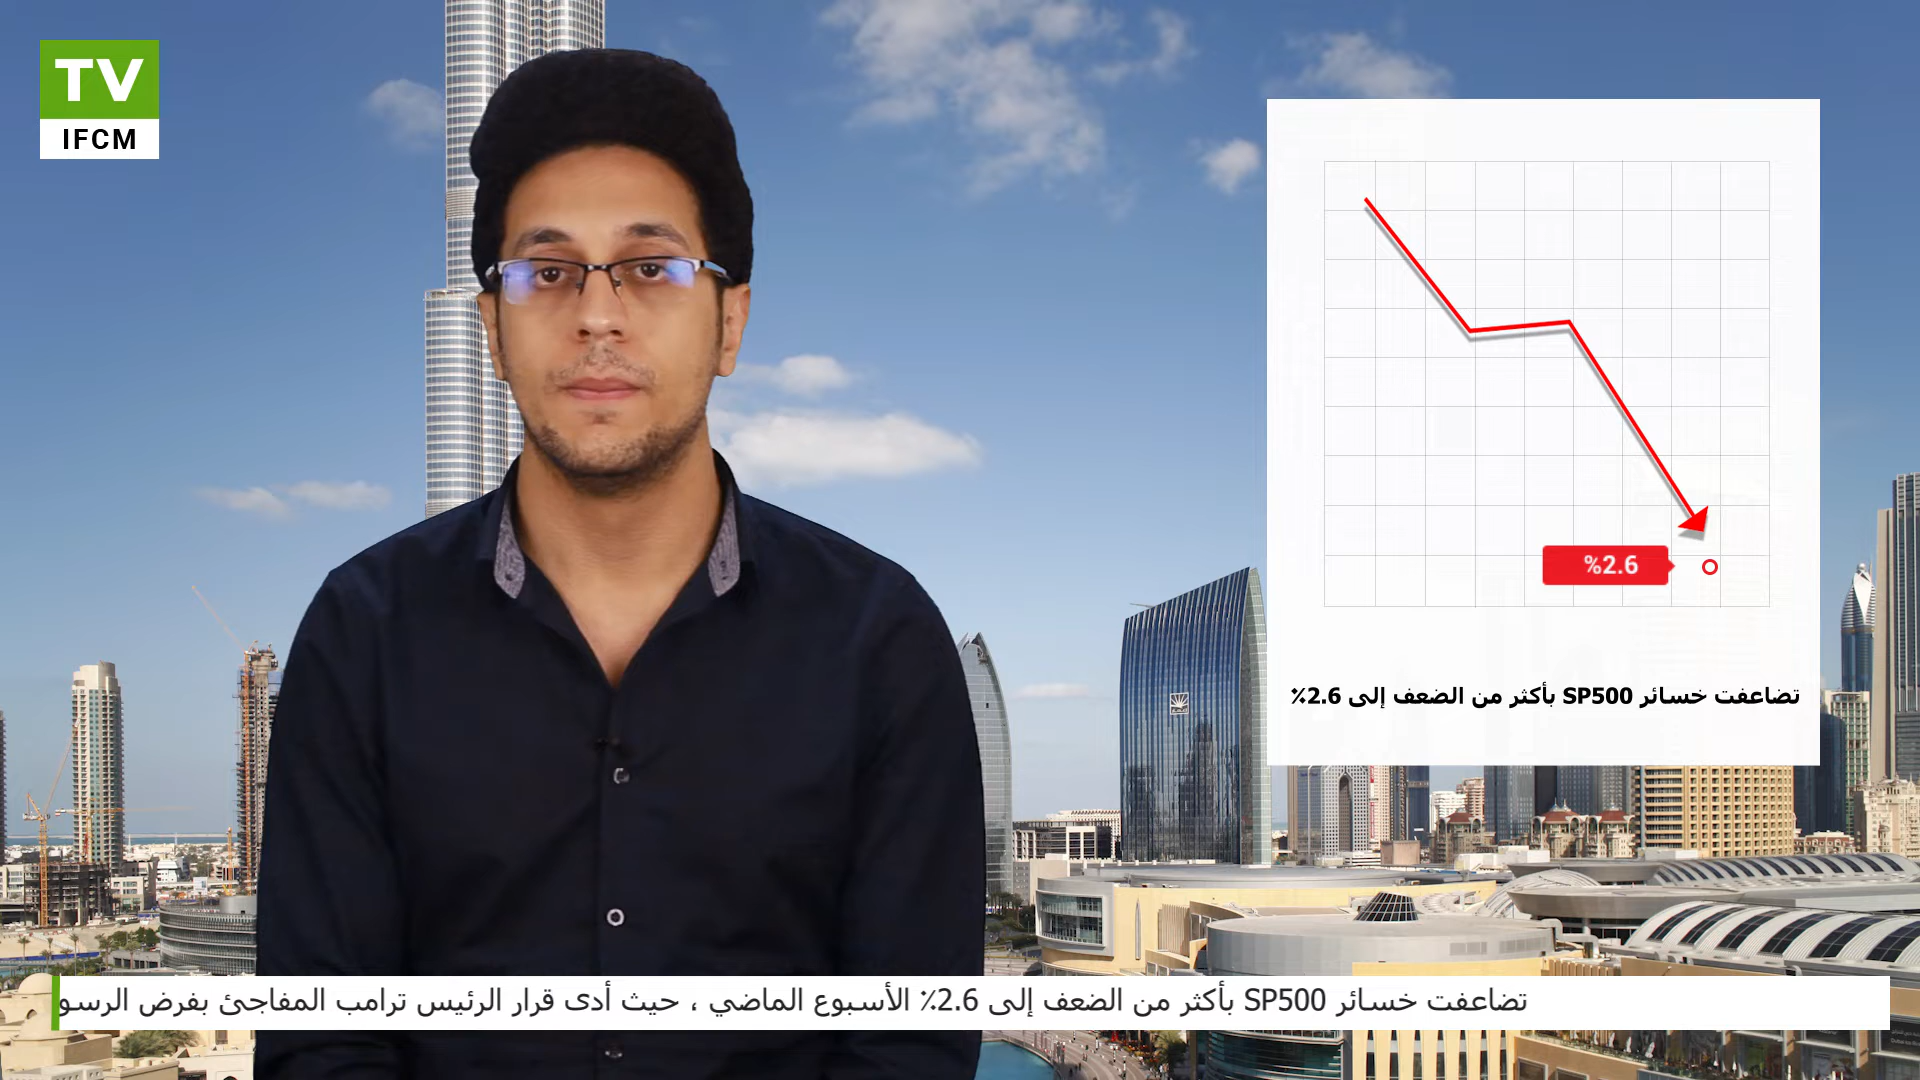 TV
IFCM
%2.6
تضاعفت خسائر SP500 بأكثر من الضعف إلى 2.6٪
تضاعفت خسائر SP500 بأكثر من الضعف إلى 2.6٪ الأسبوع الماضي ، حيث أدى قرار الرئيس ترامب المفاجئ بفرض الرسو